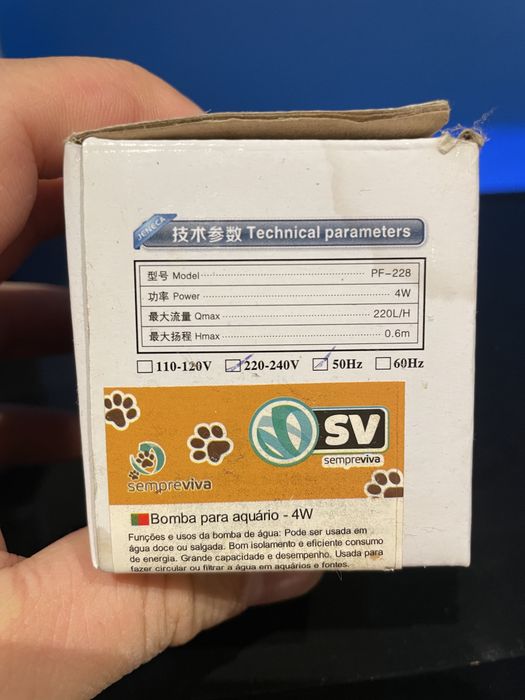 JENECA
技术参数 Technical parameters
型号 Model PF-228
功率 Power 4W
最大流量 Qmax 220L/H
最大扬程 Hmax 0.6m
110-120V 220-240V 50Hz 60Hz
SV
sempreviva
sempreviva
Bomba para aquário - 4W
Funções e usos da bomba de água: Pode ser usada em
água doce ou salgada. Bom isolamento e eficiente consumo
de energia. Grande capacidade e desempenho. Usada para
fazer circular ou filtrar a água em aquários e fontes.